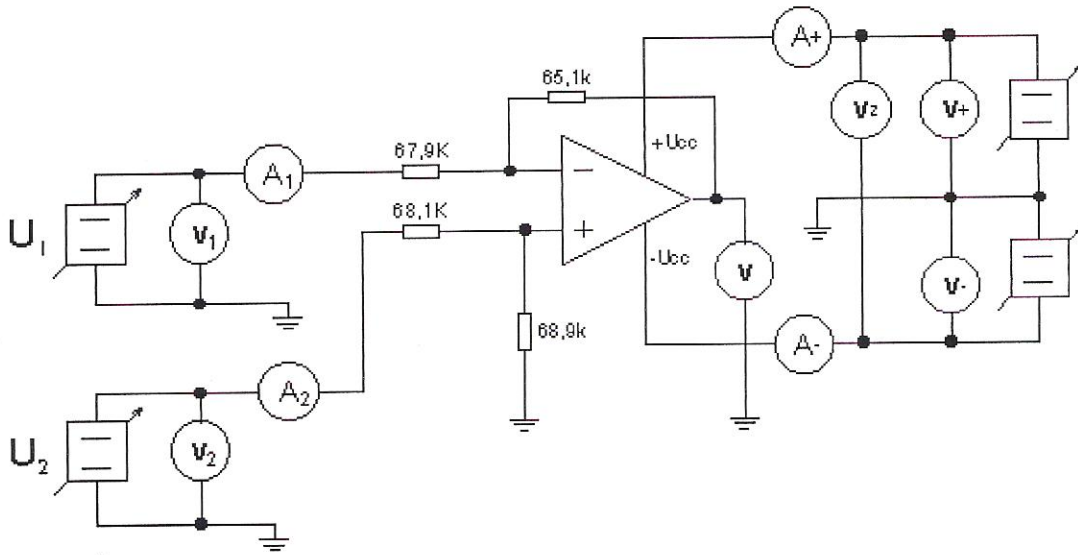 A+
65,1k
V2
V+
+Ucc
67,9K
A1
U1
V1
68,1K
-Ucc
V
V-
68,9k
A-
A2
U2
V2